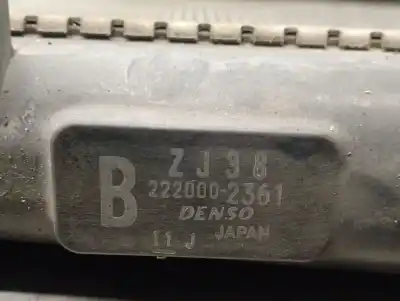 ZJ38
B 222000-2361
DENSO
11 J JAPAN